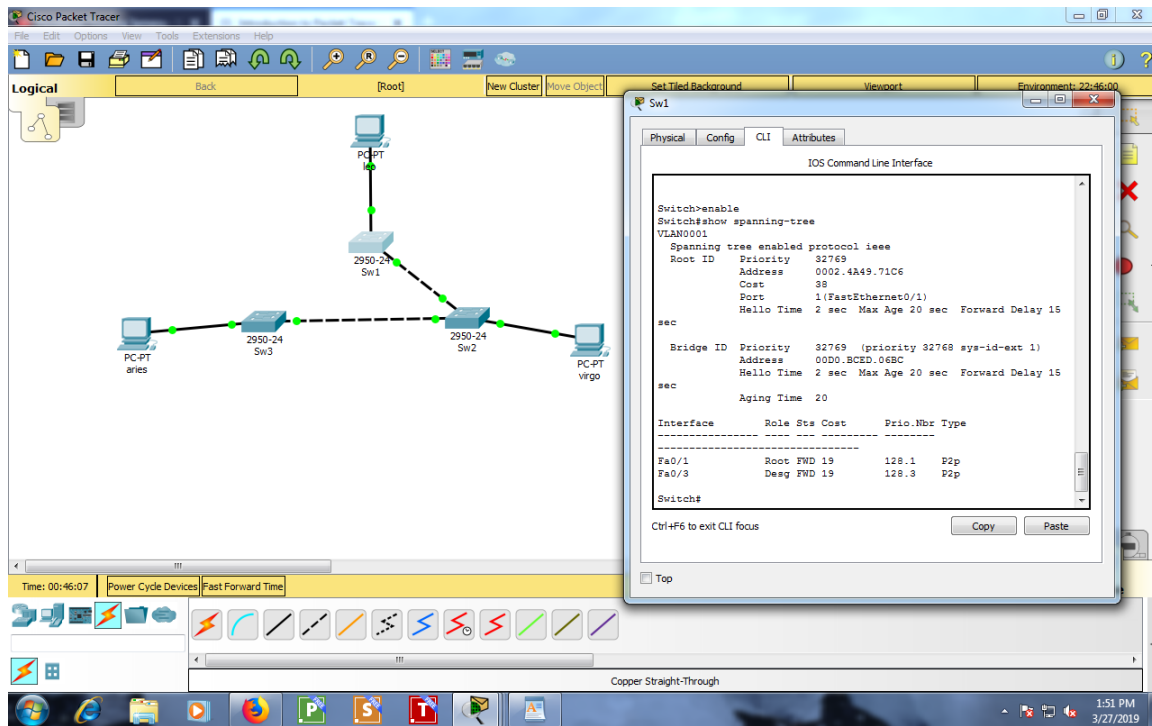 Cisco Packet Tracer
File Edit Options View Tools Extensions Help
Logical
Back
[Root]
New Cluster
Move Object
Set Tiled Background
Viewport
Environment: 22:46:00
PC-PT
leo
2950-24
Sw1
2950-24
Sw3
2950-24
Sw2
PC-PT
aries
PC-PT
virgo
Sw1
Physical Config CLI Attributes
IOS Command Line Interface
Switch>enable
Switch#show spanning-tree
VLAN0001
Spanning tree enabled protocol ieee
Root ID Priority 32769
Address 0002.4A49.71C6
Cost 38
Port 1(FastEthernet0/1)
Hello Time 2 sec Max Age 20 sec Forward Delay 15
sec
Bridge ID Priority 32769 (priority 32768 sys-id-ext 1)
Address 00D0.BCED.06BC
Hello Time 2 sec Max Age 20 sec Forward Delay 15
sec
Aging Time 20
Interface Role Sts Cost Prio.Nbr Type
---------------- ---- --- --------- --------
--------------------------------
Fa0/1 Root FWD 19 128.1 P2p
Fa0/3 Desg FWD 19 128.3 P2p
Switch#
Ctrl+F6 to exit CLI focus
Copy
Paste
Top
Time: 00:46:07
Power Cycle Devices
Fast Forward Time
Copper Straight-Through
1:51 PM
3/27/2019